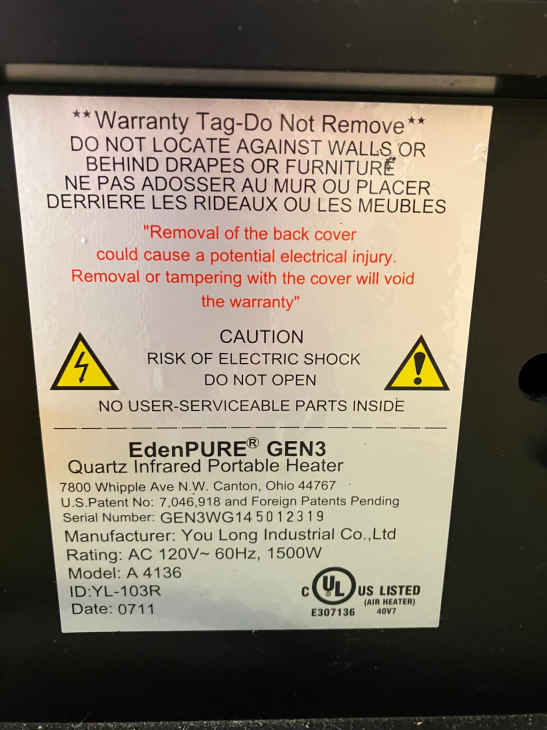 **Warranty Tag-Do Not Remove**
DO NOT LOCATE AGAINST WALLS OR
BEHIND DRAPES OR FURNITURE
NE PAS ADOSSER AU MUR OU PLACER
DERRIERE LES RIDEAUX OU LES MEUBLES
"Removal of the back cover
could cause a potential electrical injury.
Removal or tampering with the cover will void
the warranty"
CAUTION
RISK OF ELECTRIC SHOCK
DO NOT OPEN
NO USER-SERVICEABLE PARTS INSIDE
EdenPURE® GEN3
Quartz Infrared Portable Heater
7800 Whipple Ave N.W. Canton, Ohio 44767
U.S.Patent No: 7,046,918 and Foreign Patents Pending
Serial Number: GEN3WG145012319
Manufacturer: You Long Industrial Co.,Ltd
Rating: AC 120V~ 60Hz, 1500W
Model: A 4136
ID:YL-103R
Date: 0711
C UL US LISTED
(AIR HEATER)
E307136 40V7